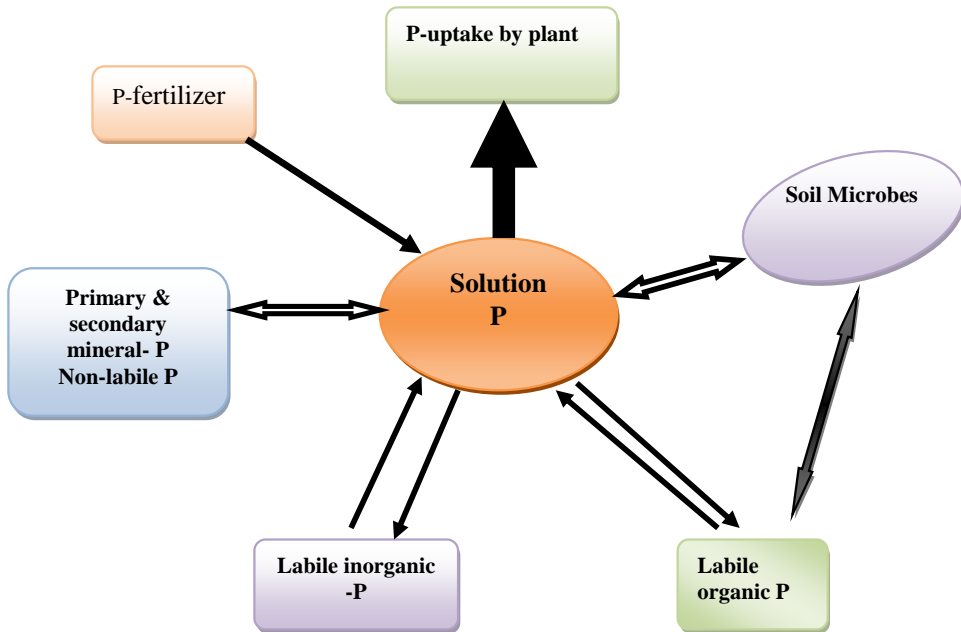 P-uptake by plant
P-fertilizer
Soil Microbes
Solution
P
Primary &
secondary
mineral- P
Non-labile P
Labile inorganic
-P
Labile
organic P